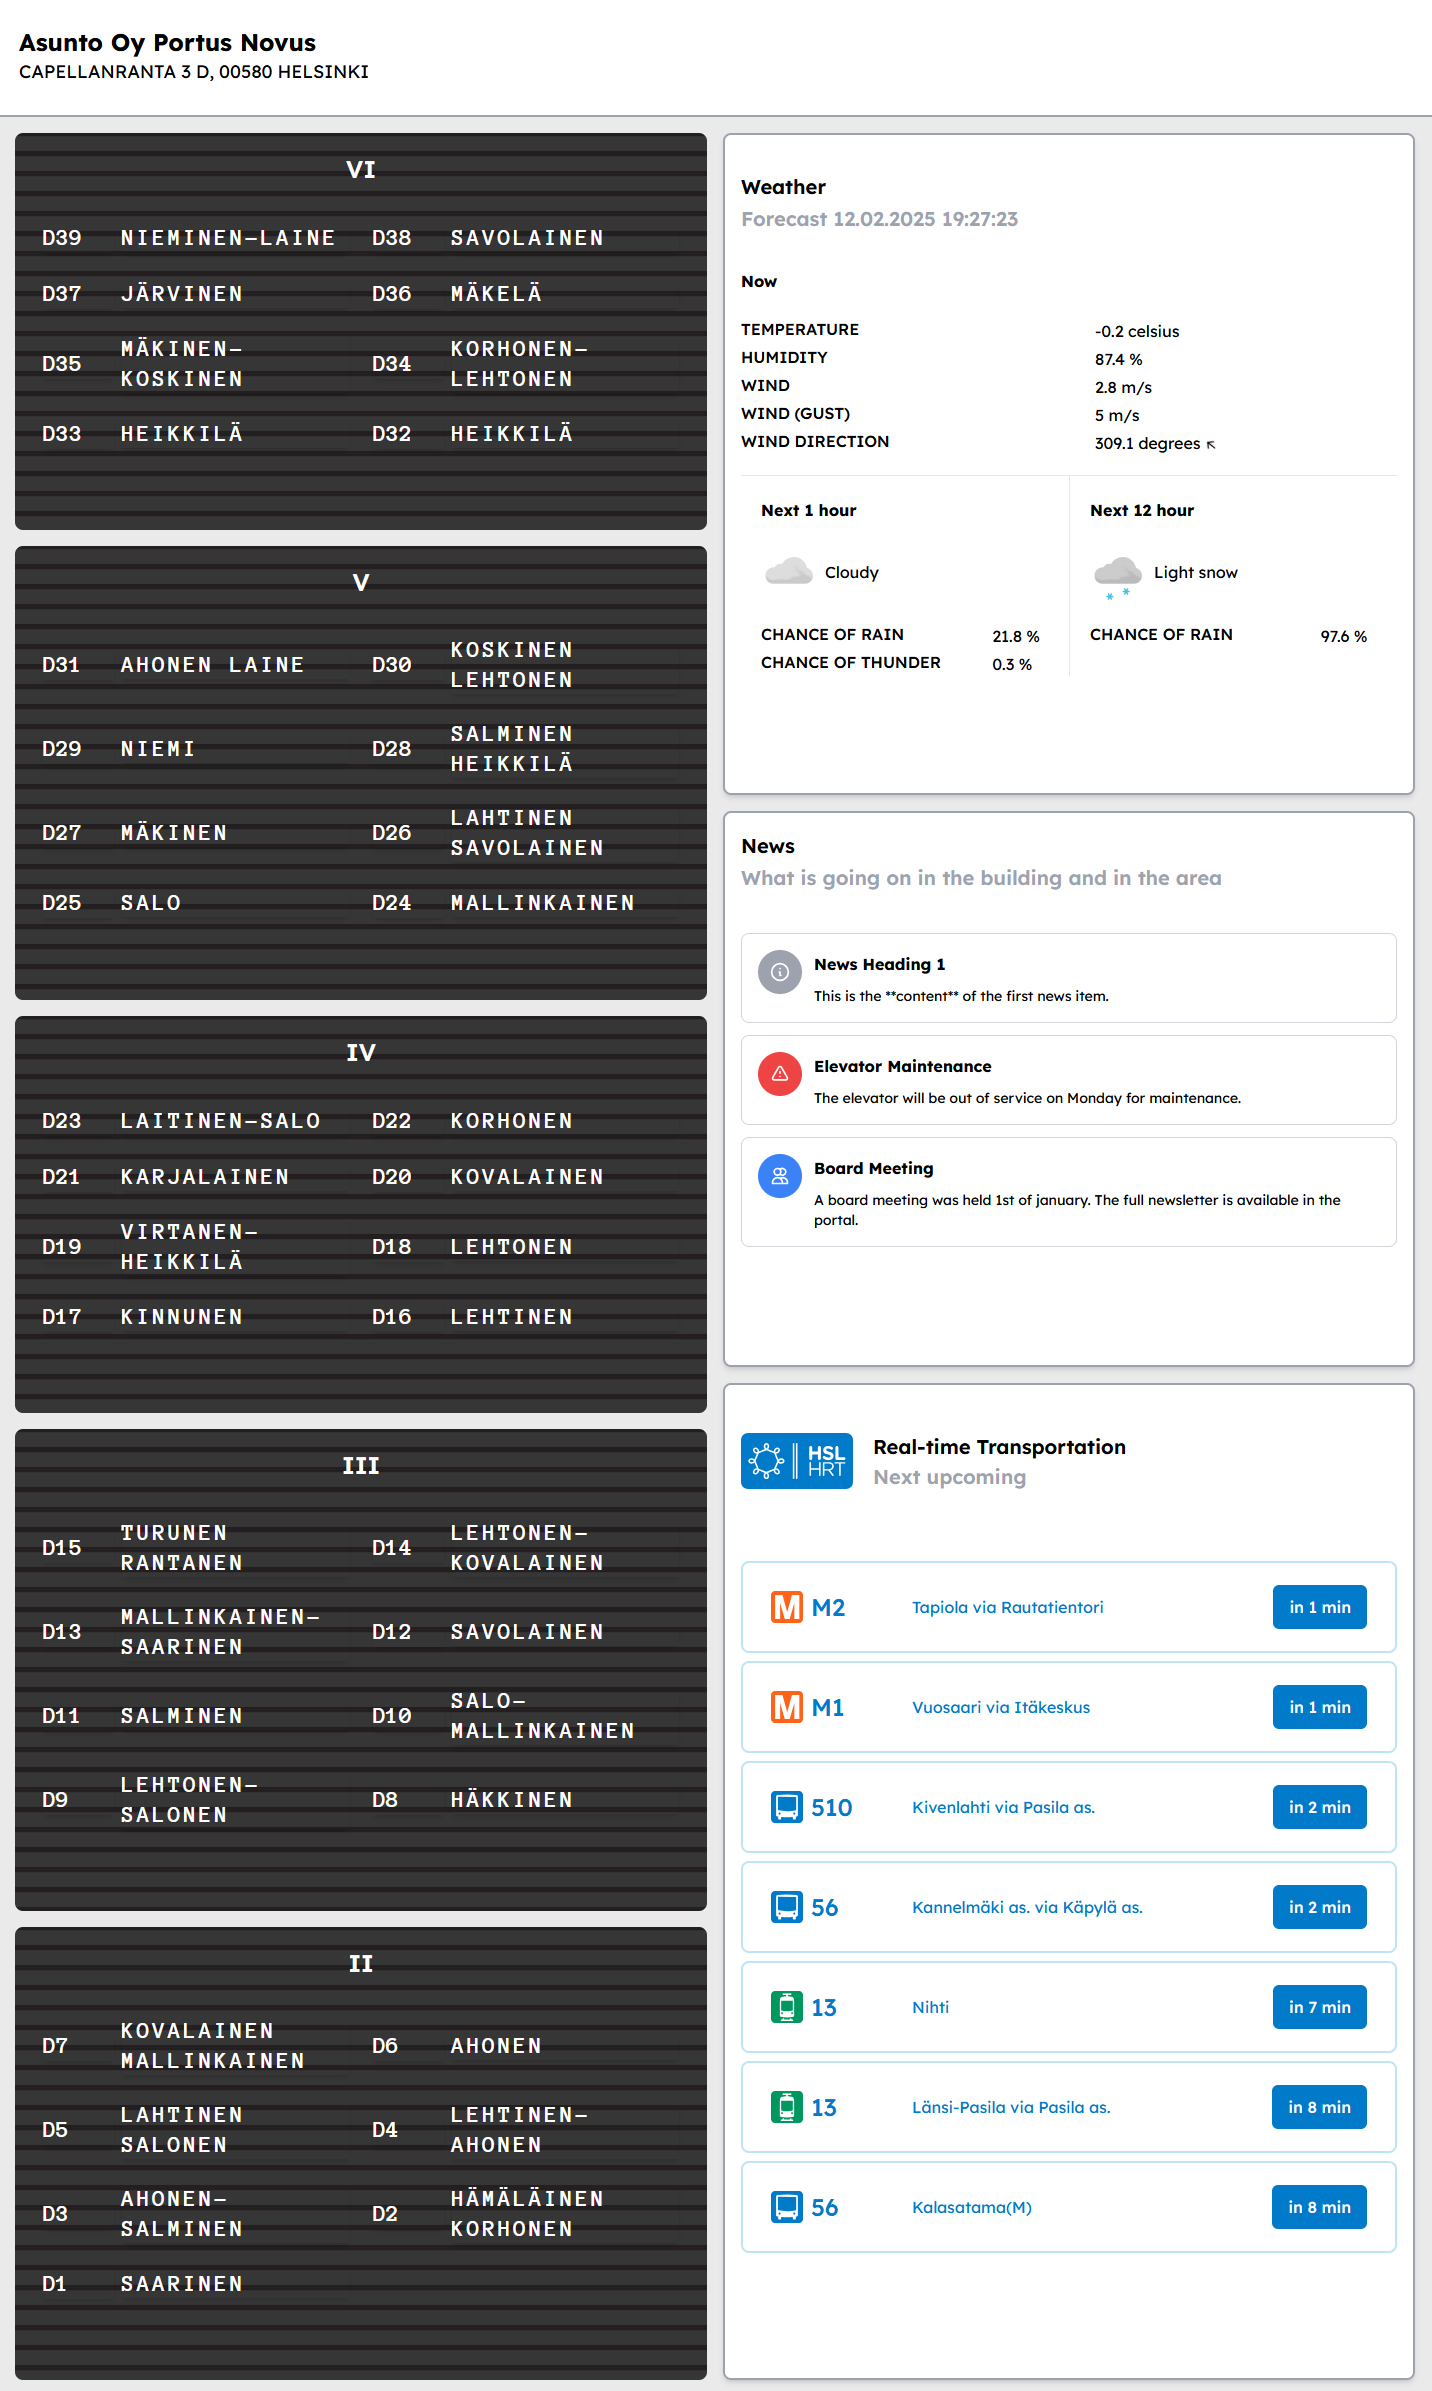 Asunto Oy Portus Novus
CAPELLANRANTA 3 D, 00580 HELSINKI
VI
D39 NIEMINEN-LAINE D38 SAVOLAINEN
D37 JÄRVINEN D36 MÄKELÄ
D35 MÄKINEN-
KOSKINEN
D34 KORHONEN-
LEHTONEN
D33 HEIKKILÄ D32 HEIKKILÄ
V
D31 AHONEN LAINE D30 KOSKINEN
LEHTONEN
D29 NIEMI D28 SALMINEN
HEIKKILÄ
D27 MÄKINEN D26 LAHTINEN
SAVOLAINEN
D25 SALO D24 MALLINKAINEN
IV
D23 LAITINEN-SALO D22 KORHONEN
D21 KARJALAINEN D20 KOVALAINEN
D19 VIRTANEN-
HEIKKILÄ
D18 LEHTONEN
D17 KINNUNEN D16 LEHTINEN
III
D15 TURUNEN
RANTANEN
D14 LEHTONEN-
KOVALAINEN
D13 MALLINKAINEN-
SAARINEN
D12 SAVOLAINEN
D11 SALMINEN D10 SALO-
MALLINKAINEN
D9 LEHTONEN-
SALONEN
D8 HÄKKINEN
II
D7 KOVALAINEN
MALLINKAINEN
D6 AHONEN
D5 LAHTINEN
SALONEN
D4 LEHTINEN-
AHONEN
D3 AHONEN-
SALMINEN
D2 HÄMÄLÄINEN
KORHONEN
D1 SAARINEN
Weather
Forecast 12.02.2025 19:27:23
Now
TEMPERATURE -0.2 celsius
HUMIDITY 87.4 %
WIND 2.8 m/s
WIND (GUST) 5 m/s
WIND DIRECTION 309.1 degrees ↖
Next 1 hour
Cloudy
CHANCE OF RAIN 21.8 %
CHANCE OF THUNDER 0.3 %
Next 12 hour
Light snow
CHANCE OF RAIN 97.6 %
News
What is going on in the building and in the area
News Heading 1
This is the **content** of the first news item.
Elevator Maintenance
The elevator will be out of service on Monday for maintenance.
Board Meeting
A board meeting was held 1st of january. The full newsletter is available in the
portal.
HSL
HRT
Real-time Transportation
Next upcoming
M M2 Tapiola via Rautatientori in 1 min
M M1 Vuosaari via Itäkeskus in 1 min
510 Kivenlahti via Pasila as. in 2 min
56 Kannelmäki as. via Käpylä as. in 2 min
13 Nihti in 7 min
13 Länsi-Pasila via Pasila as. in 8 min
56 Kalasatama(M) in 8 min